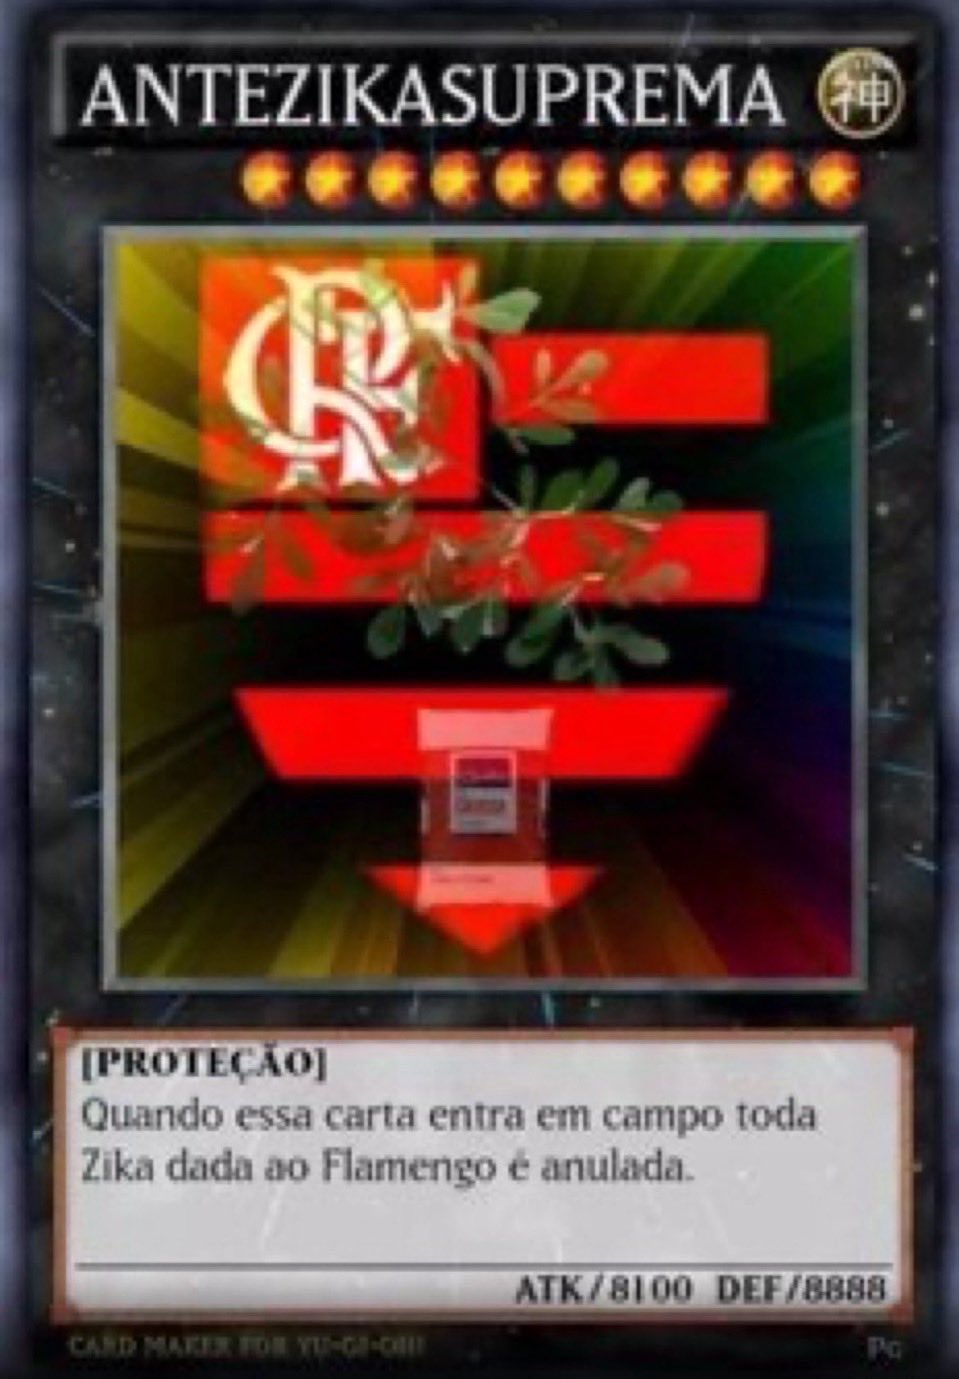 ANTEZIKASUPREMA 神
CRF
[PROTEÇÃO]
Quando essa carta entra em campo toda
Zika dada ao Flamengo é anulada.
ATK/8100 DEF/8888
CARD MAKER FOR YU-GI-OH!